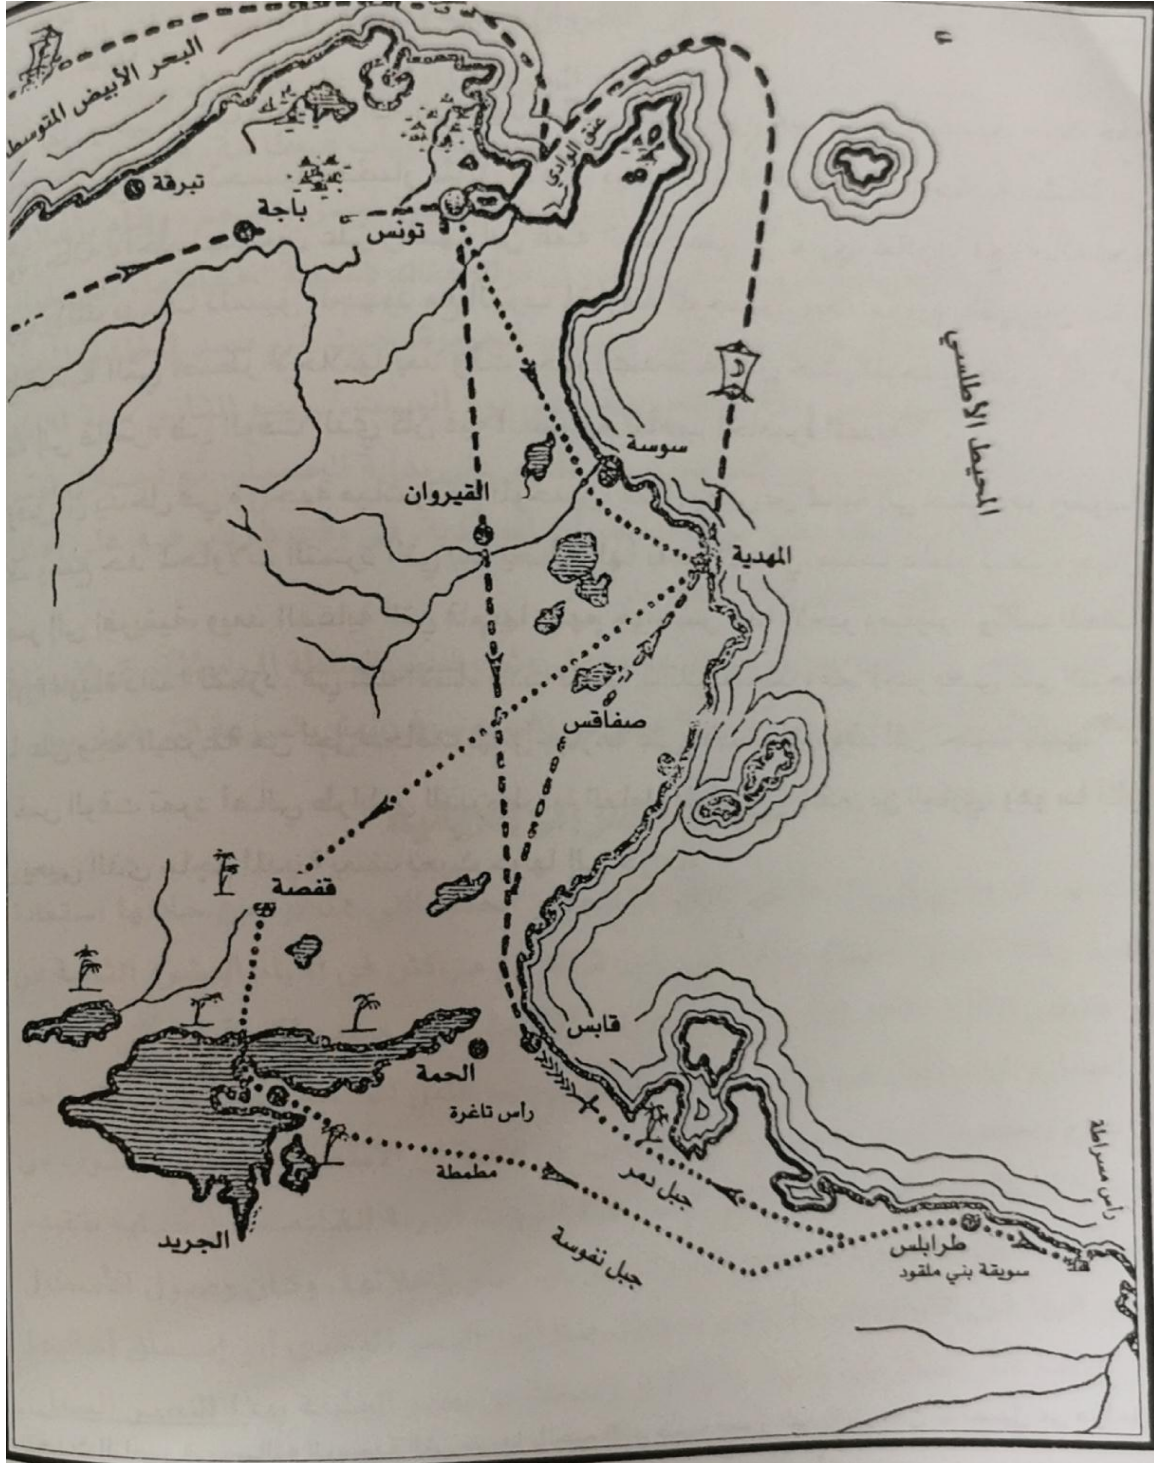 البحر الأبيض المتوسط
عنق الوادي
تبرقة
باجة
تونس
المحيط الأطلسي
سوسة
القيروان
المهدية
صفاقس
قفصة
قابس
الحمة
رأس تاغرة
رأس مسراطة
مطمطة
جبل دمر
الجريد
جبل نفوسة
طرابلس
سويقة بني ملقود